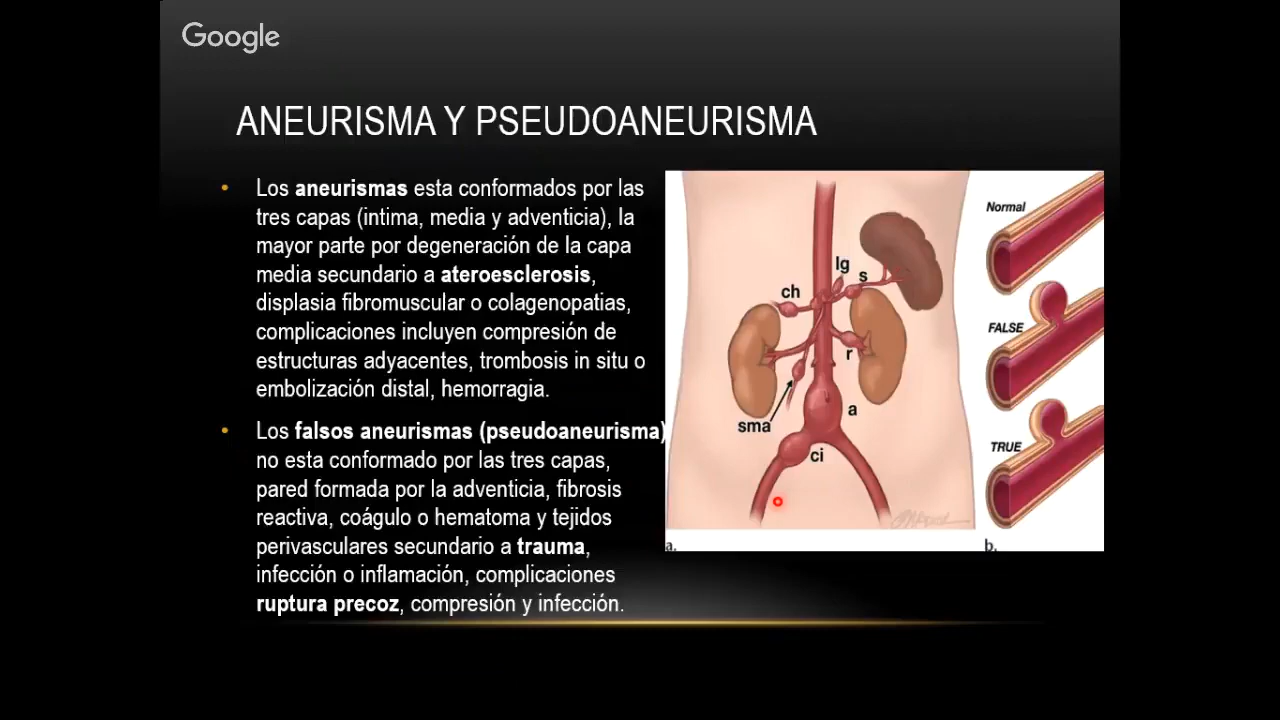 Google
ANEURISMA Y PSEUDOANEURISMA
• Los aneurismas esta conformados por las
tres capas (intima, media y adventicia), la
mayor parte por degeneración de la capa
media secundario a ateroesclerosis,
displasia fibromuscular o colagenopatias,
complicaciones incluyen compresión de
estructuras adyacentes, trombosis in situ o
embolización distal, hemorragia.
• Los falsos aneurismas (pseudoaneurisma)
no esta conformado por las tres capas,
pared formada por la adventicia, fibrosis
reactiva, coágulo o hematoma y tejidos
perivasculares secundario a trauma,
infección o inflamación, complicaciones
ruptura precoz, compresión y infección.
lg
s
ch
r
a
sma
ci
a.
Normal
FALSE
TRUE
b.